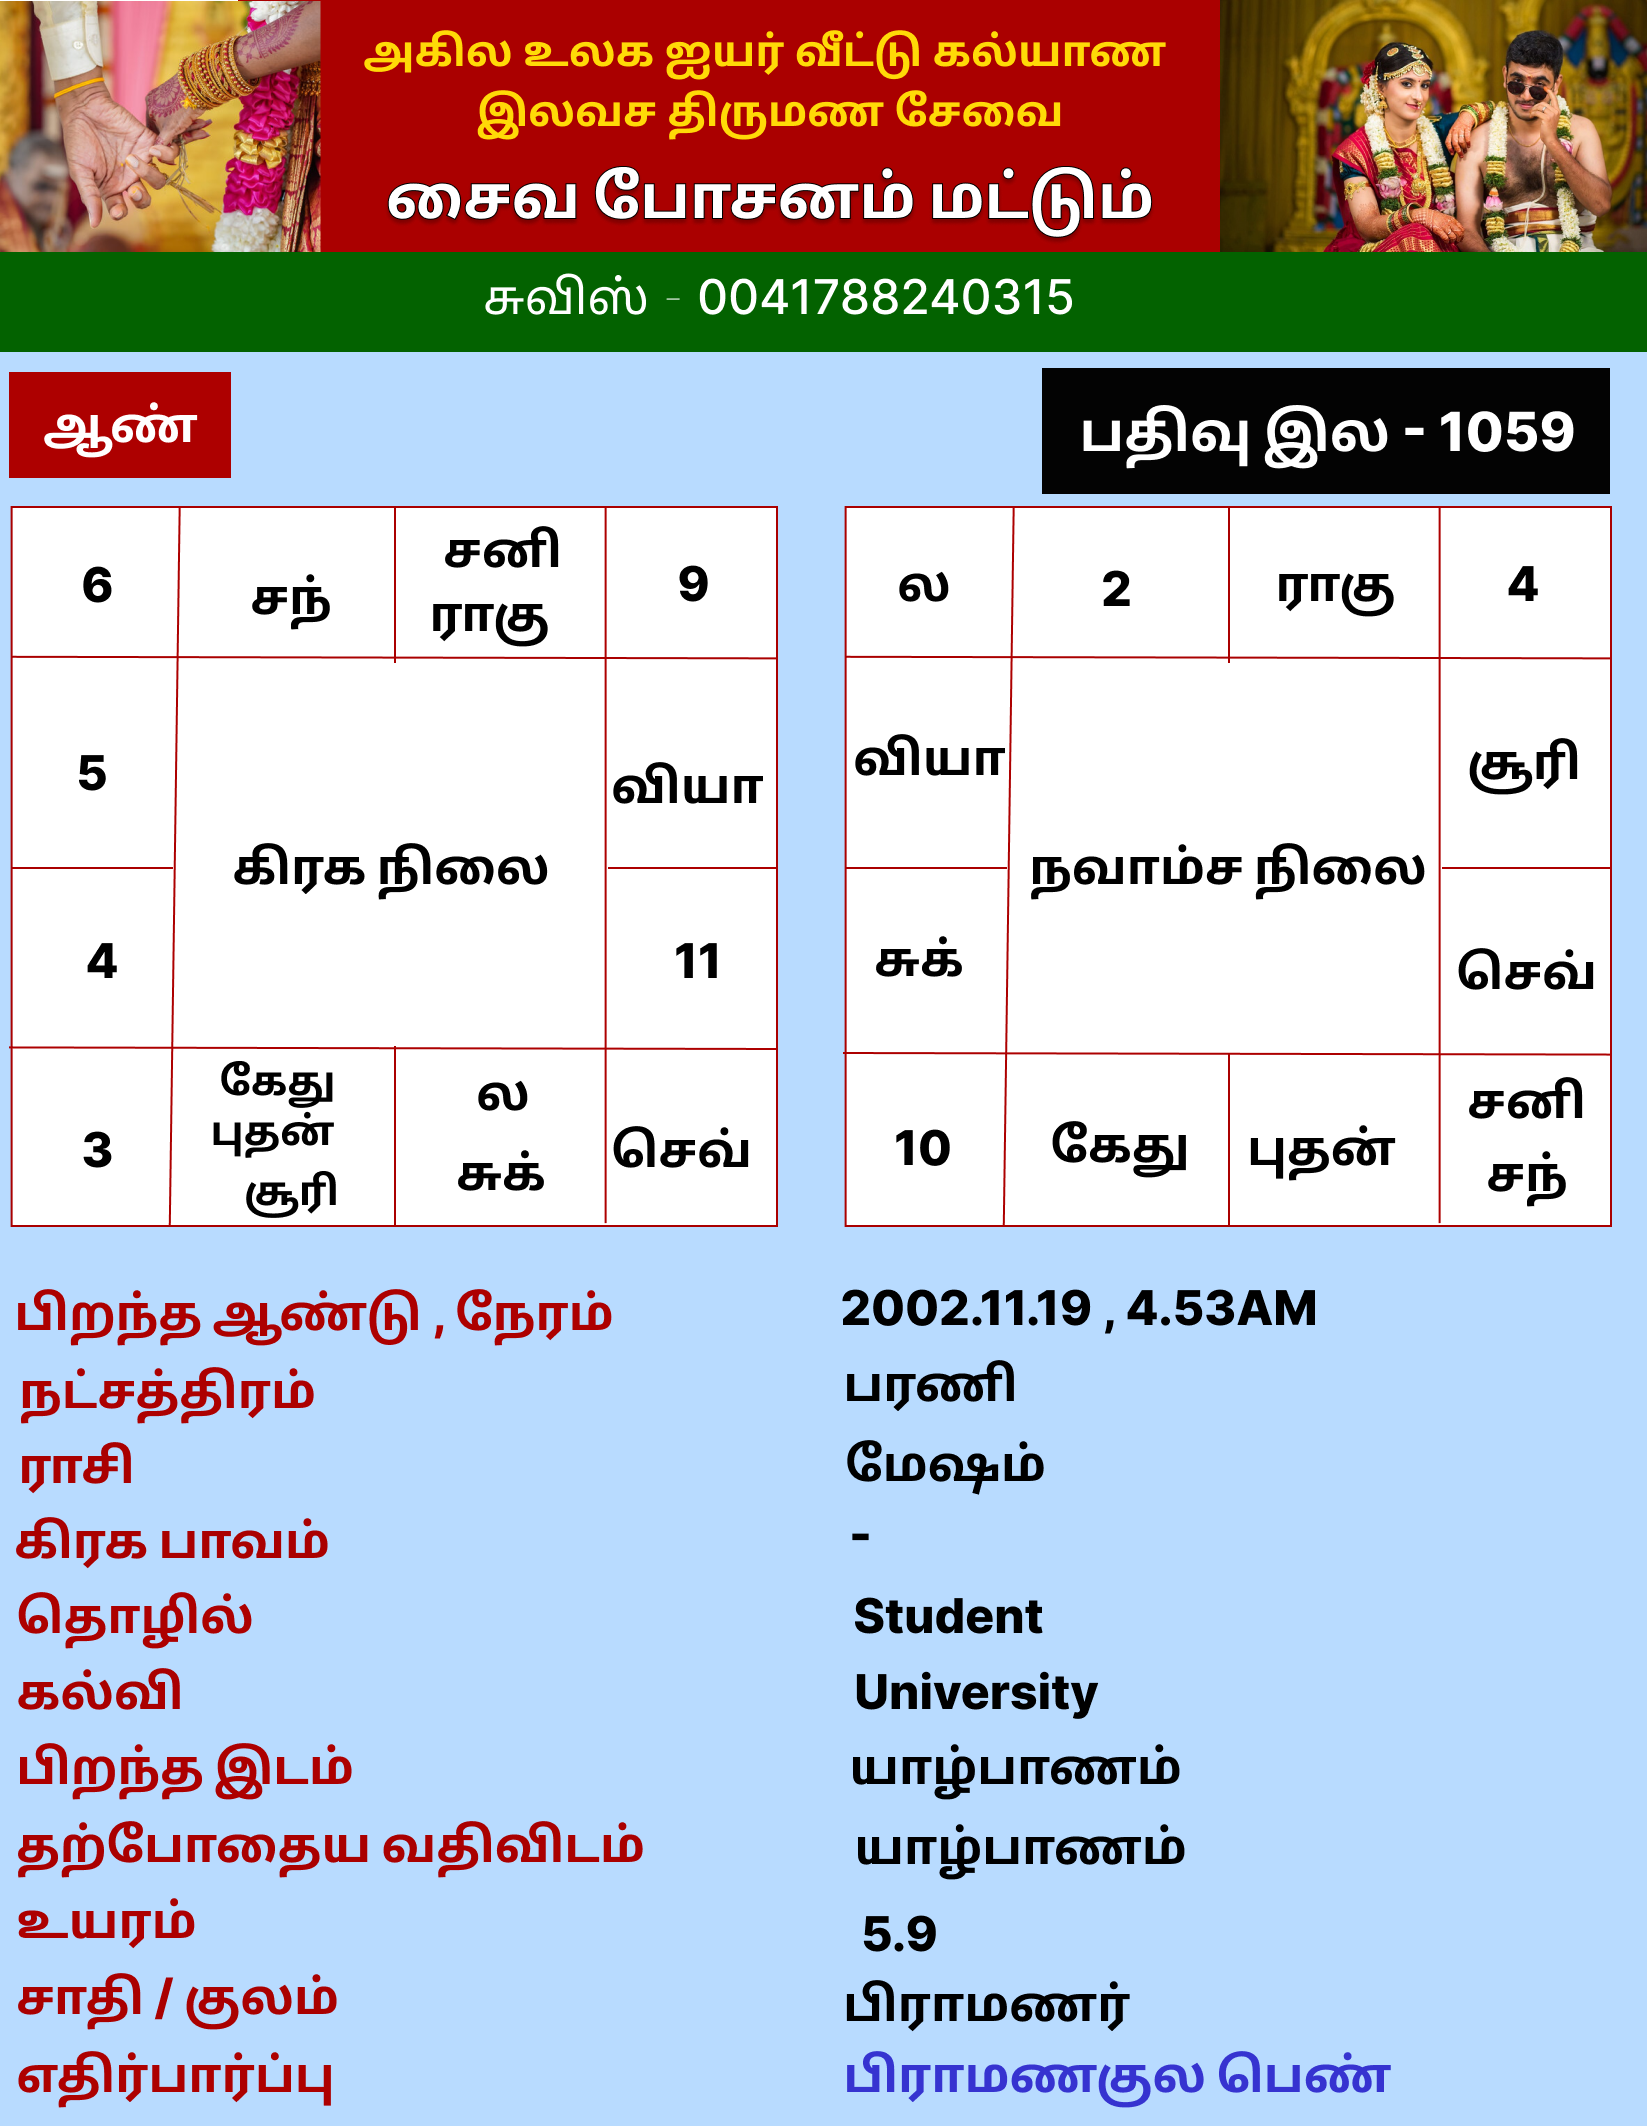 அகில உலக ஐயர் வீட்டு கல்யாண
இலவச திருமண சேவை
சைவ போசனம் மட்டும்
சுவிஸ் - 0041788240315
ஆண்
பதிவு இல - 1059
6
சந்
சனி
ராகு
9
5
வியா
கிரக நிலை
4
11
3
கேது
புதன்
சூரி
ல
சுக்
செவ்
ல
2
ராகு
4
வியா
சூரி
நவாம்ச நிலை
சுக்
செவ்
10
கேது
புதன்
சனி
சந்
பிறந்த ஆண்டு , நேரம் 2002.11.19 , 4.53AM
நட்சத்திரம் பரணி
ராசி மேஷம்
கிரக பாவம் -
தொழில் Student
கல்வி University
பிறந்த இடம் யாழ்பாணம்
தற்போதைய வதிவிடம் யாழ்பாணம்
உயரம் 5.9
சாதி / குலம் பிராமணர்
எதிர்பார்ப்பு பிராமணகுல பெண்